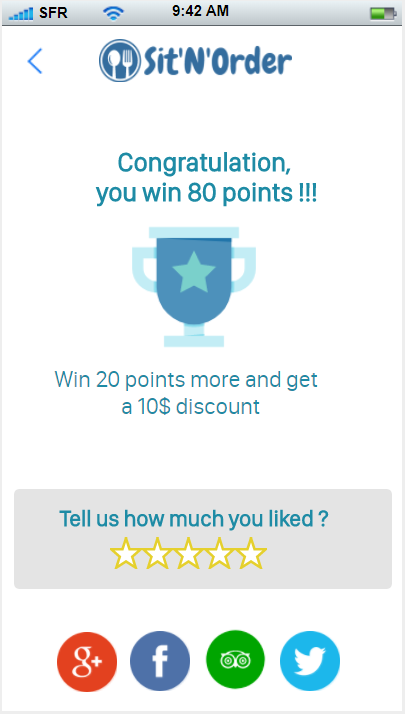 SFR 9:42 AM
Sit'N'Order
Congratulation,
you win 80 points !!!
Win 20 points more and get
a 10$ discount
Tell us how much you liked ?
g+ f